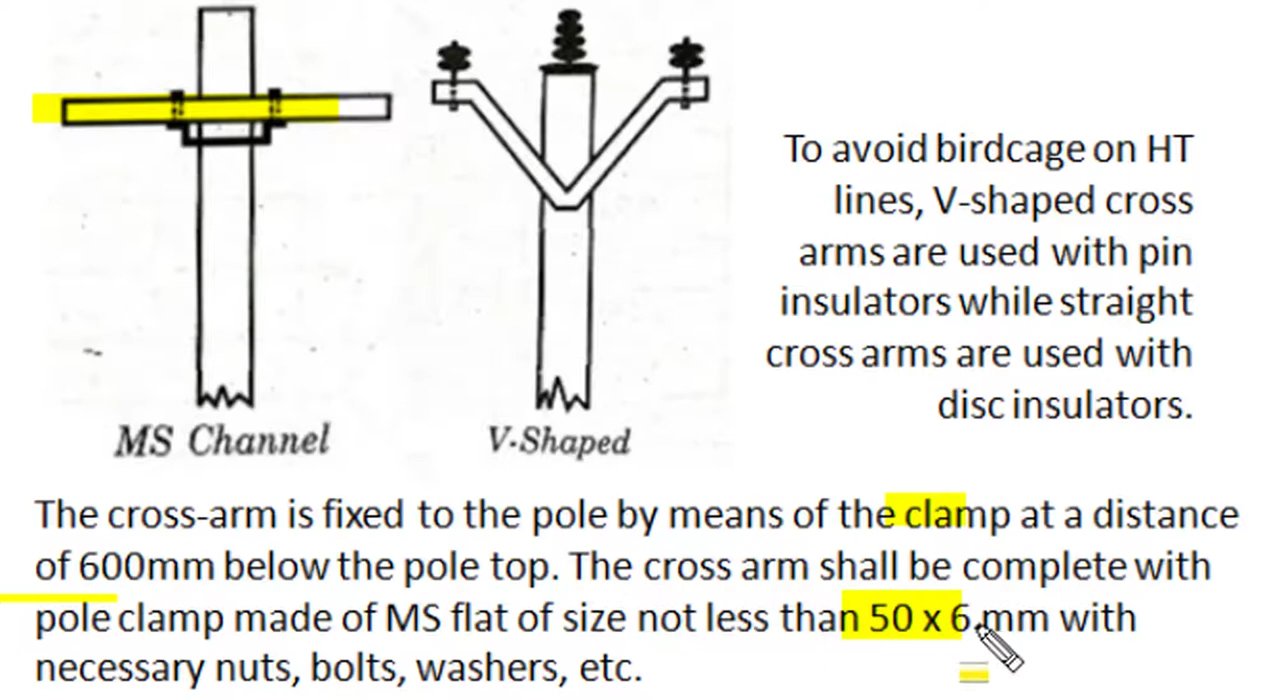 To avoid birdcage on HT
lines, V-shaped cross
arms are used with pin
insulators while straight
cross arms are used with
disc insulators.
MS Channel
V-Shaped
The cross-arm is fixed to the pole by means of the clamp at a distance
of 600mm below the pole top. The cross arm shall be complete with
pole clamp made of MS flat of size not less than 50 x 6 mm with
necessary nuts, bolts, washers, etc.